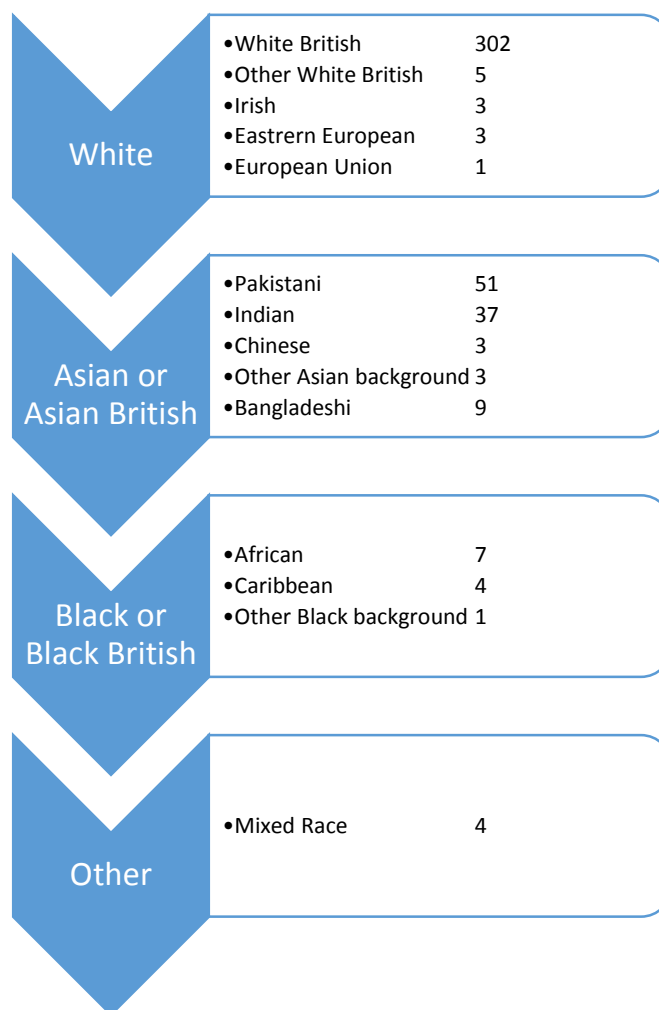 White
•White British 302
•Other White British 5
•Irish 3
•Eastrern European 3
•European Union 1
Asian or
Asian British
•Pakistani 51
•Indian 37
•Chinese 3
•Other Asian background 3
•Bangladeshi 9
Black or
Black British
•African 7
•Caribbean 4
•Other Black background 1
Other
•Mixed Race 4